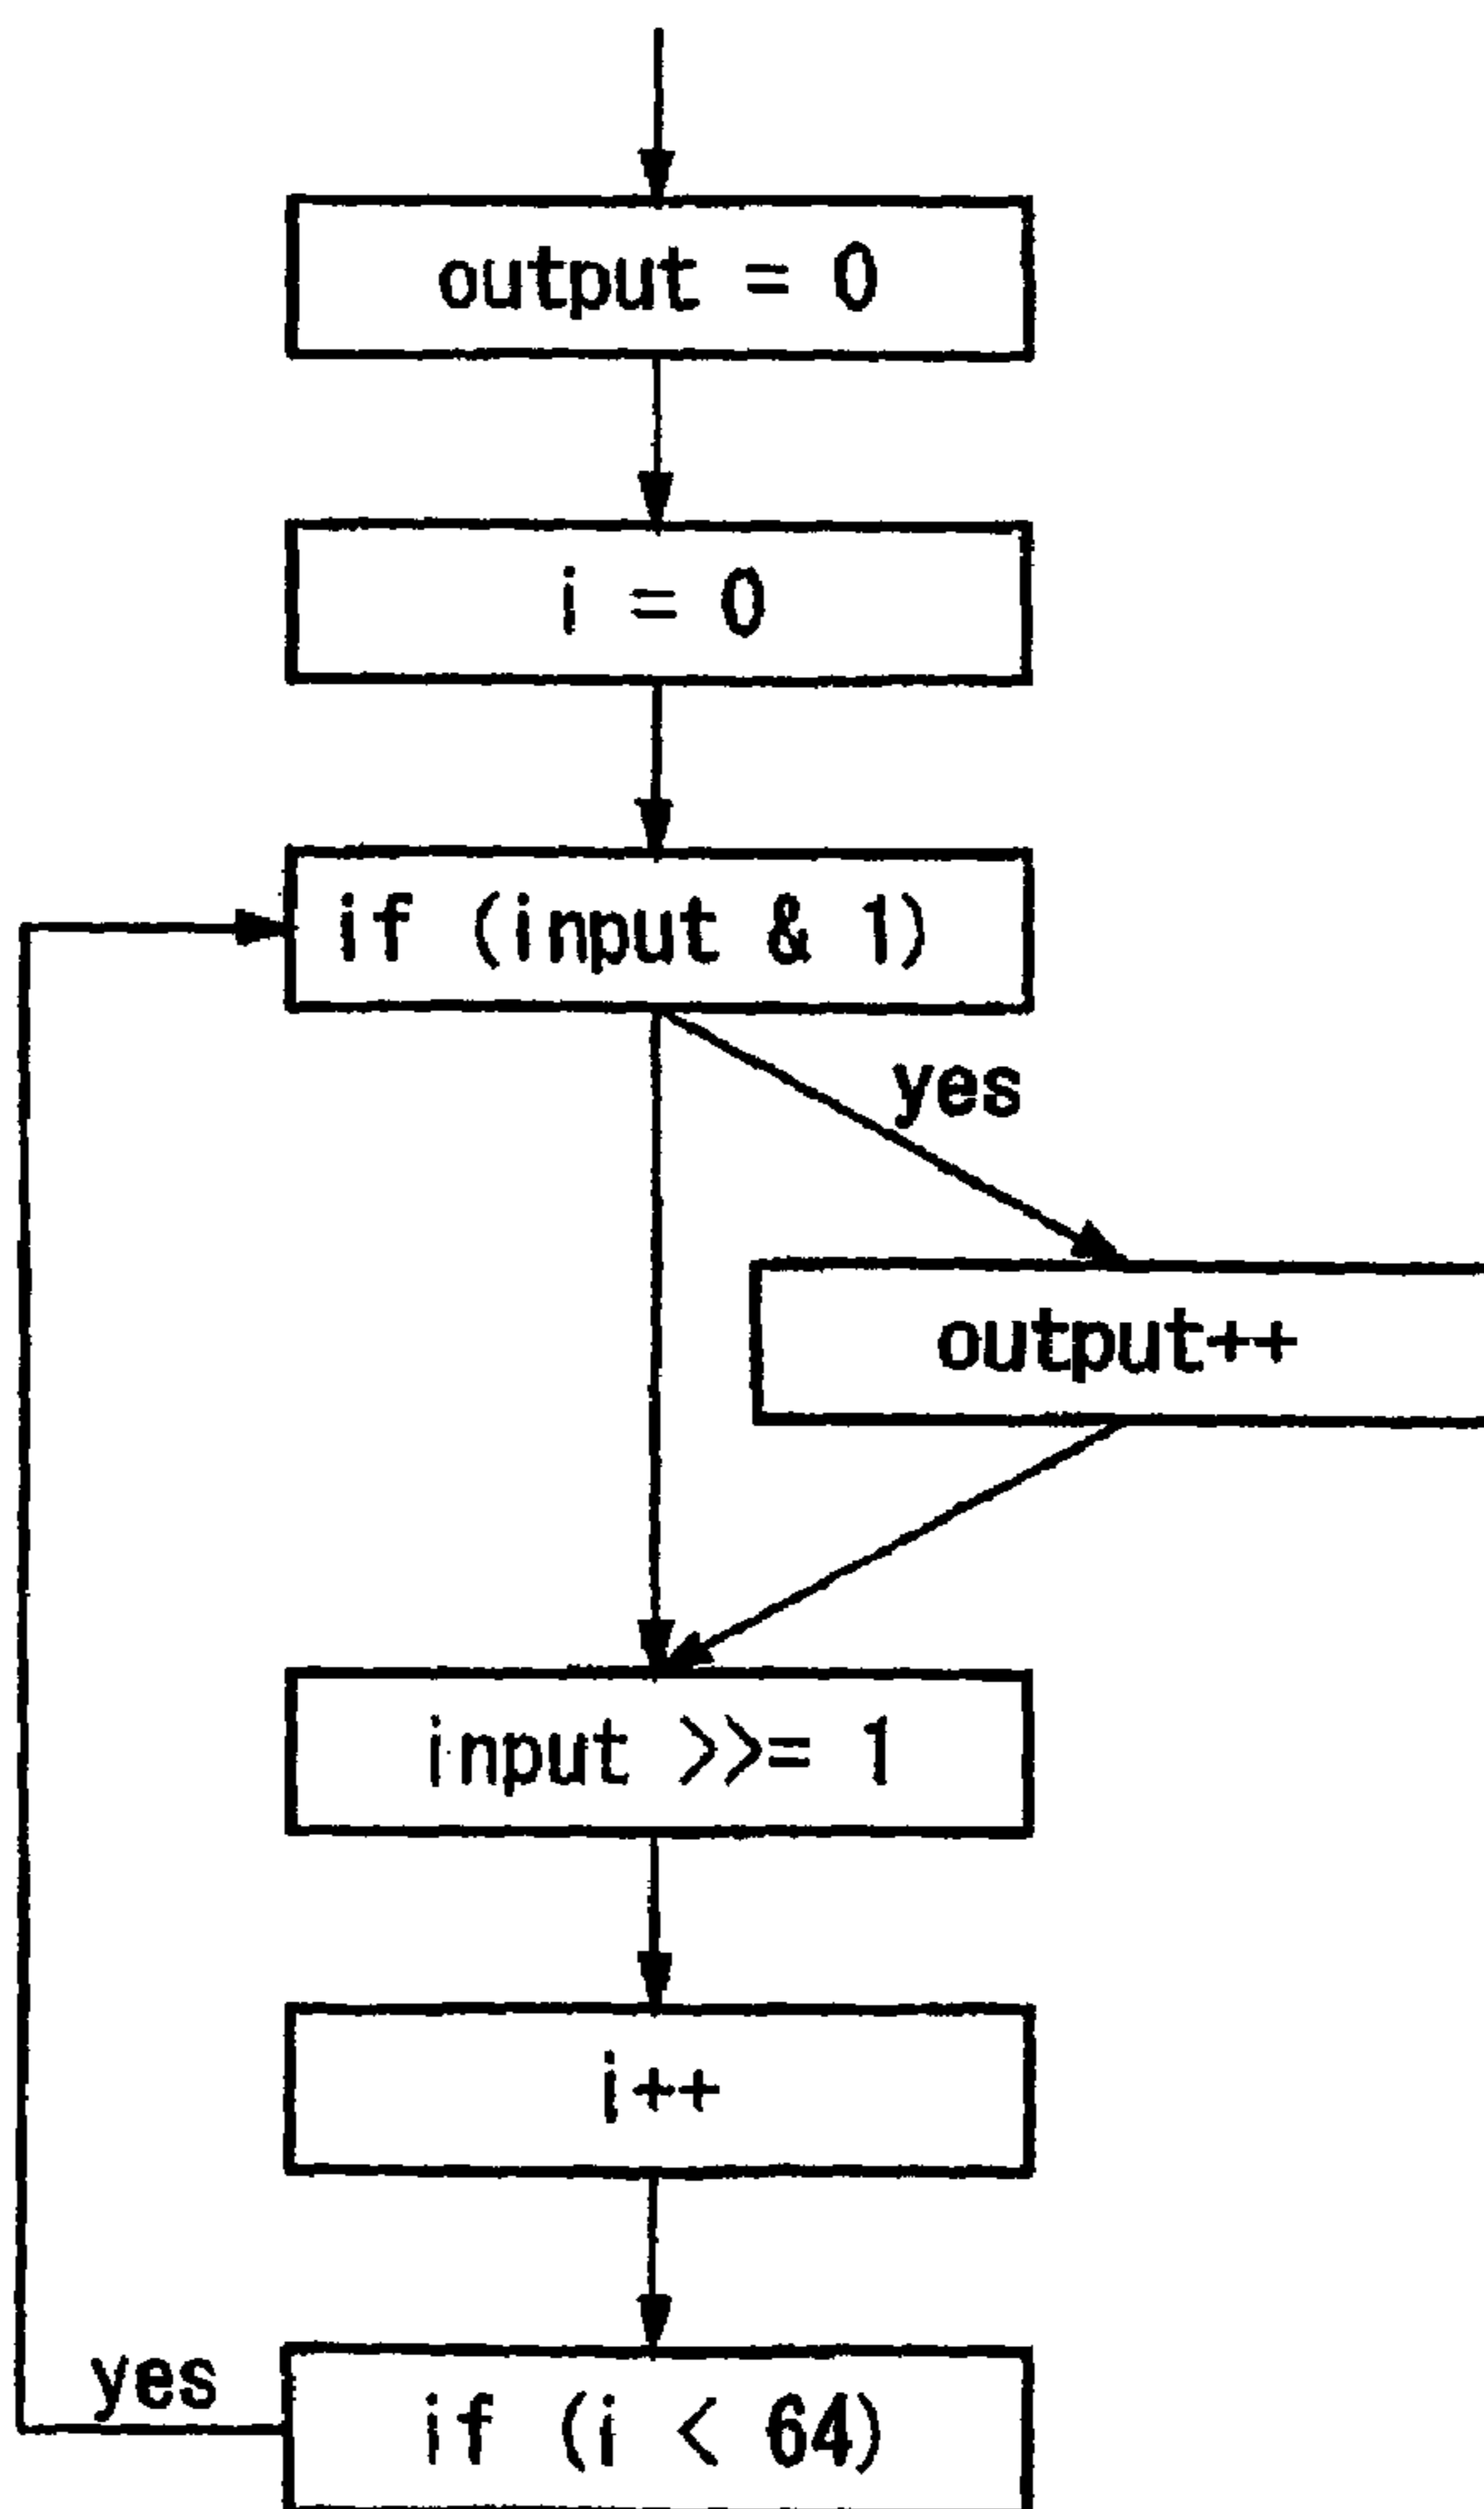 output = 0
i = 0
if (input & 1)
yes
output++
input >>= 1
i++
yes
if (i < 64)